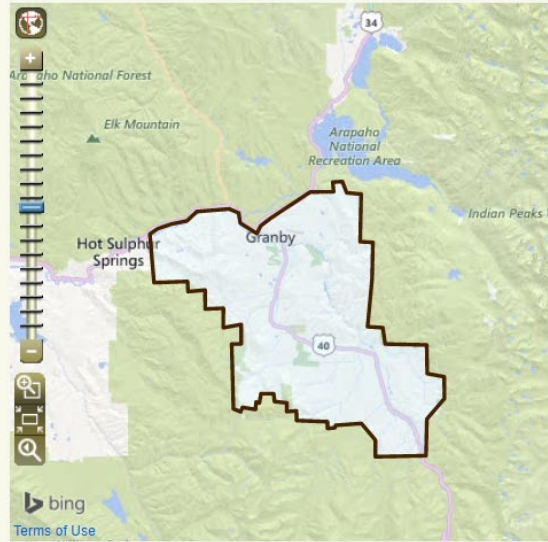 34
Arapaho National Forest
Elk Mountain
Arapaho
National
Recreation Area
Indian Peaks
Hot Sulphur
Springs
Granby
40
+
−
bing
Terms of Use